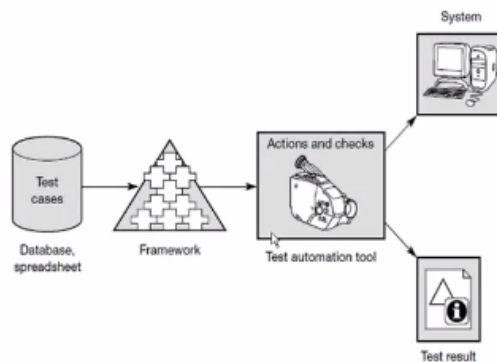 System
Actions and checks
Test
cases
Database,
spreadsheet
Framework
Test automation tool
Test result